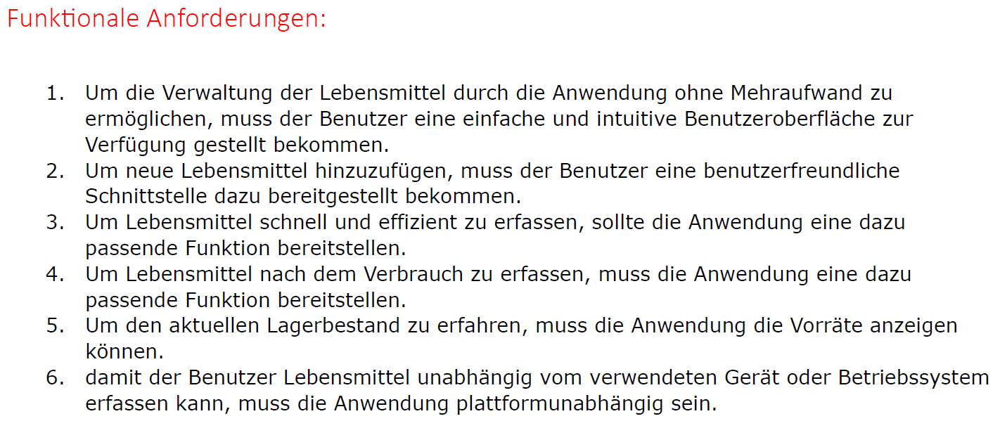 Funktionale Anforderungen:
1. Um die Verwaltung der Lebensmittel durch die Anwendung ohne Mehraufwand zu
ermöglichen, muss der Benutzer eine einfache und intuitive Benutzeroberfläche zur
Verfügung gestellt bekommen.
2. Um neue Lebensmittel hinzuzufügen, muss der Benutzer eine benutzerfreundliche
Schnittstelle dazu bereitgestellt bekommen.
3. Um Lebensmittel schnell und effizient zu erfassen, sollte die Anwendung eine dazu
passende Funktion bereitstellen.
4. Um Lebensmittel nach dem Verbrauch zu erfassen, muss die Anwendung eine dazu
passende Funktion bereitstellen.
5. Um den aktuellen Lagerbestand zu erfahren, muss die Anwendung die Vorräte anzeigen
können.
6. damit der Benutzer Lebensmittel unabhängig vom verwendeten Gerät oder Betriebssystem
erfassen kann, muss die Anwendung plattformunabhängig sein.